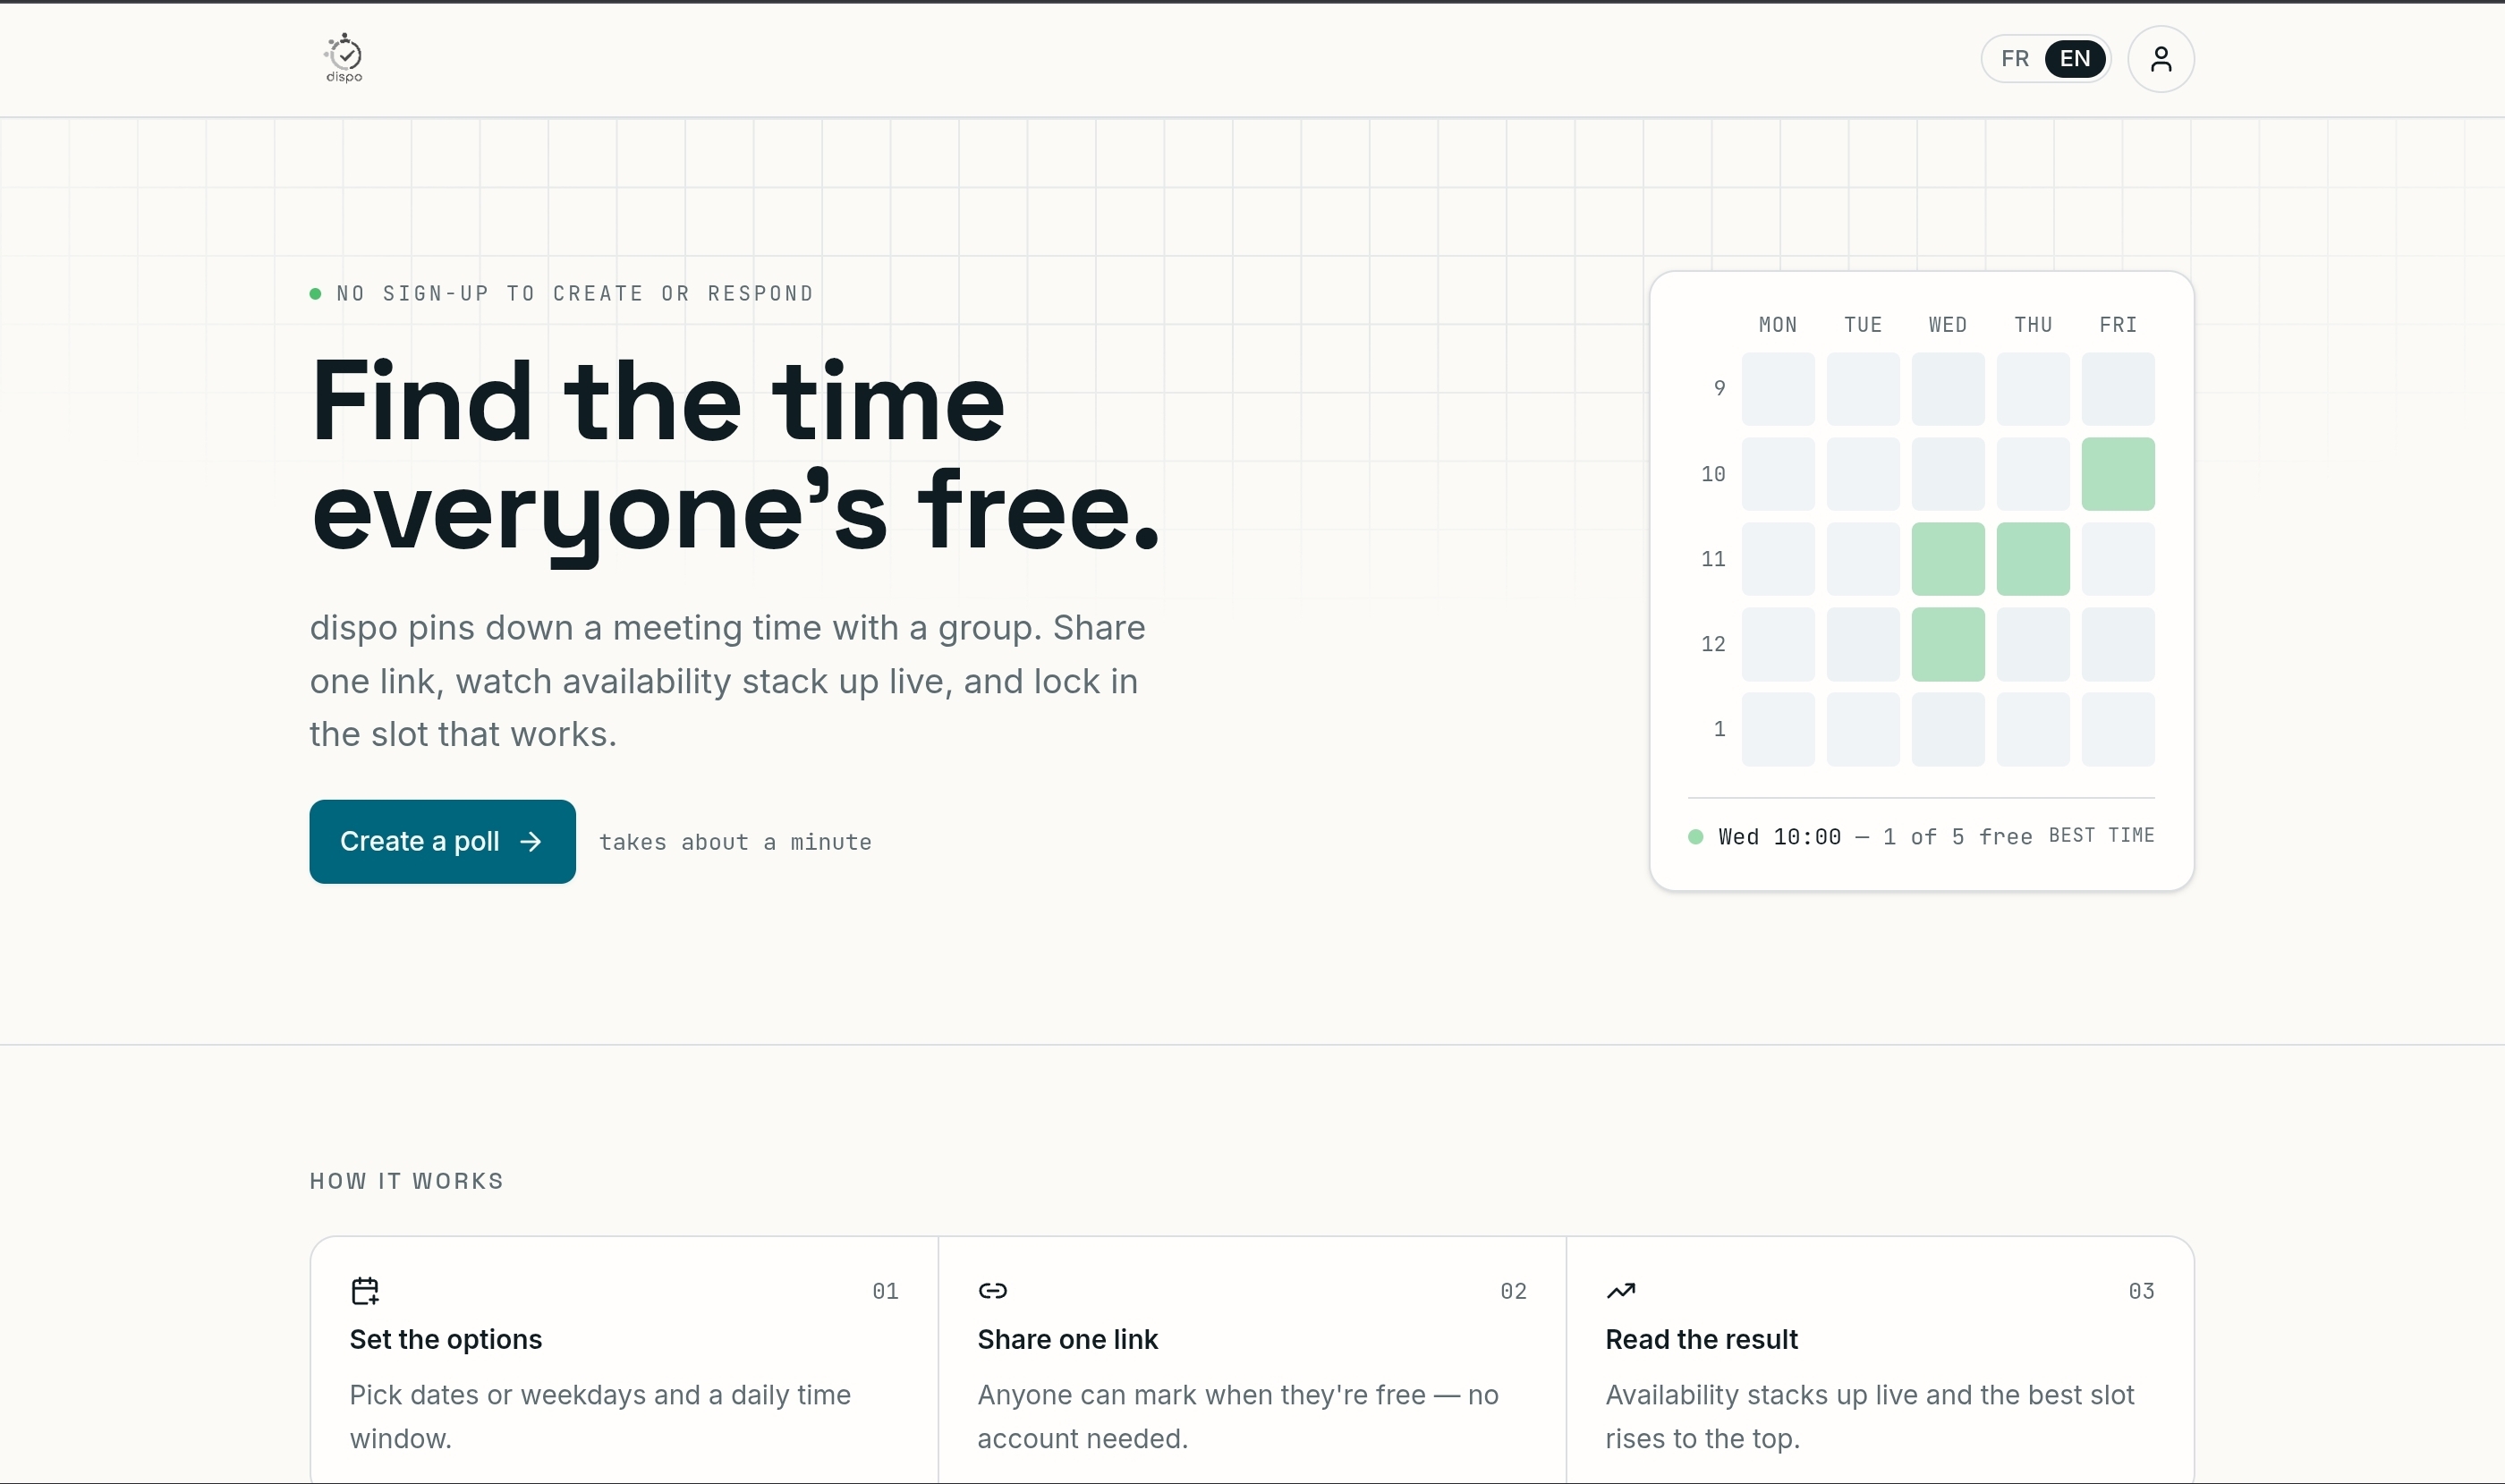 dispo
FR EN
NO SIGN-UP TO CREATE OR RESPOND
Find the time
everyone’s free.
dispo pins down a meeting time with a group. Share
one link, watch availability stack up live, and lock in
the slot that works.
Create a poll
takes about a minute
MON TUE WED THU FRI
9
10
11
12
1
Wed 10:00 — 1 of 5 free BEST TIME
HOW IT WORKS
01
Set the options
Pick dates or weekdays and a daily time
window.
02
Share one link
Anyone can mark when they're free — no
account needed.
03
Read the result
Availability stacks up live and the best slot
rises to the top.